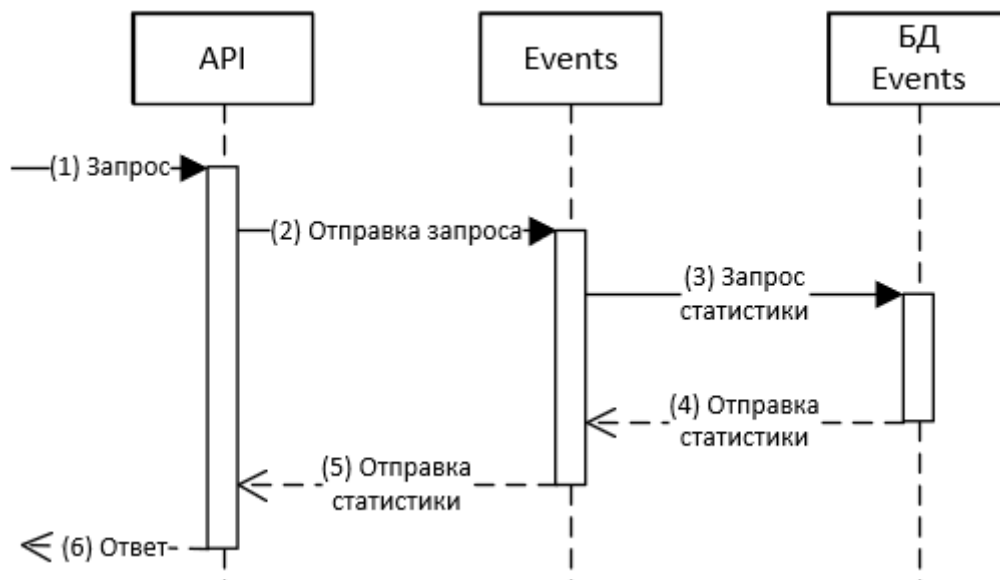 API
Events
БД
Events
(1) Запрос
(2) Отправка запроса
(3) Запрос
статистики
(4) Отправка
статистики
(5) Отправка
статистики
(6) Ответ